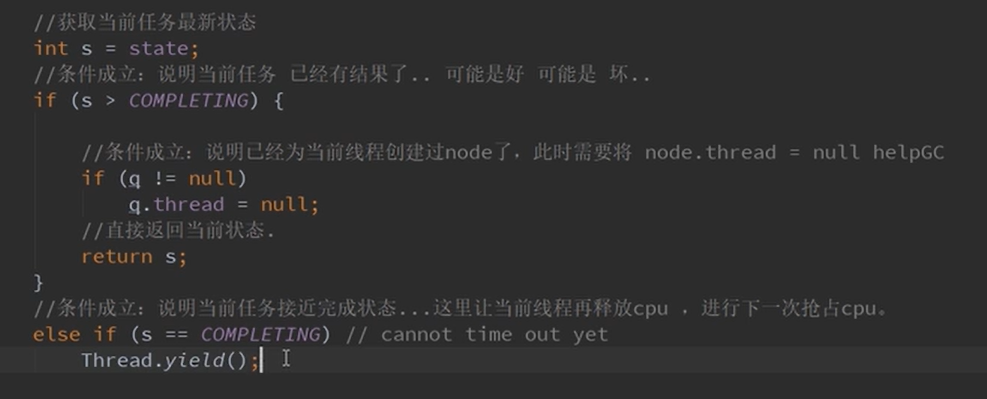 //获取当前任务最新状态
int s = state;
//条件成立：说明当前任务 已经有结果了.. 可能是好 可能是 坏..
if (s > COMPLETING) {
//条件成立：说明已经为当前线程创建过node了，此时需要将 node.thread = null helpGC
if (q != null)
q.thread = null;
//直接返回当前状态.
return s;
}
//条件成立：说明当前任务接近完成状态...这里让当前线程再释放cpu ，进行下一次抢占cpu。
else if (s == COMPLETING) // cannot time out yet
Thread.yield();